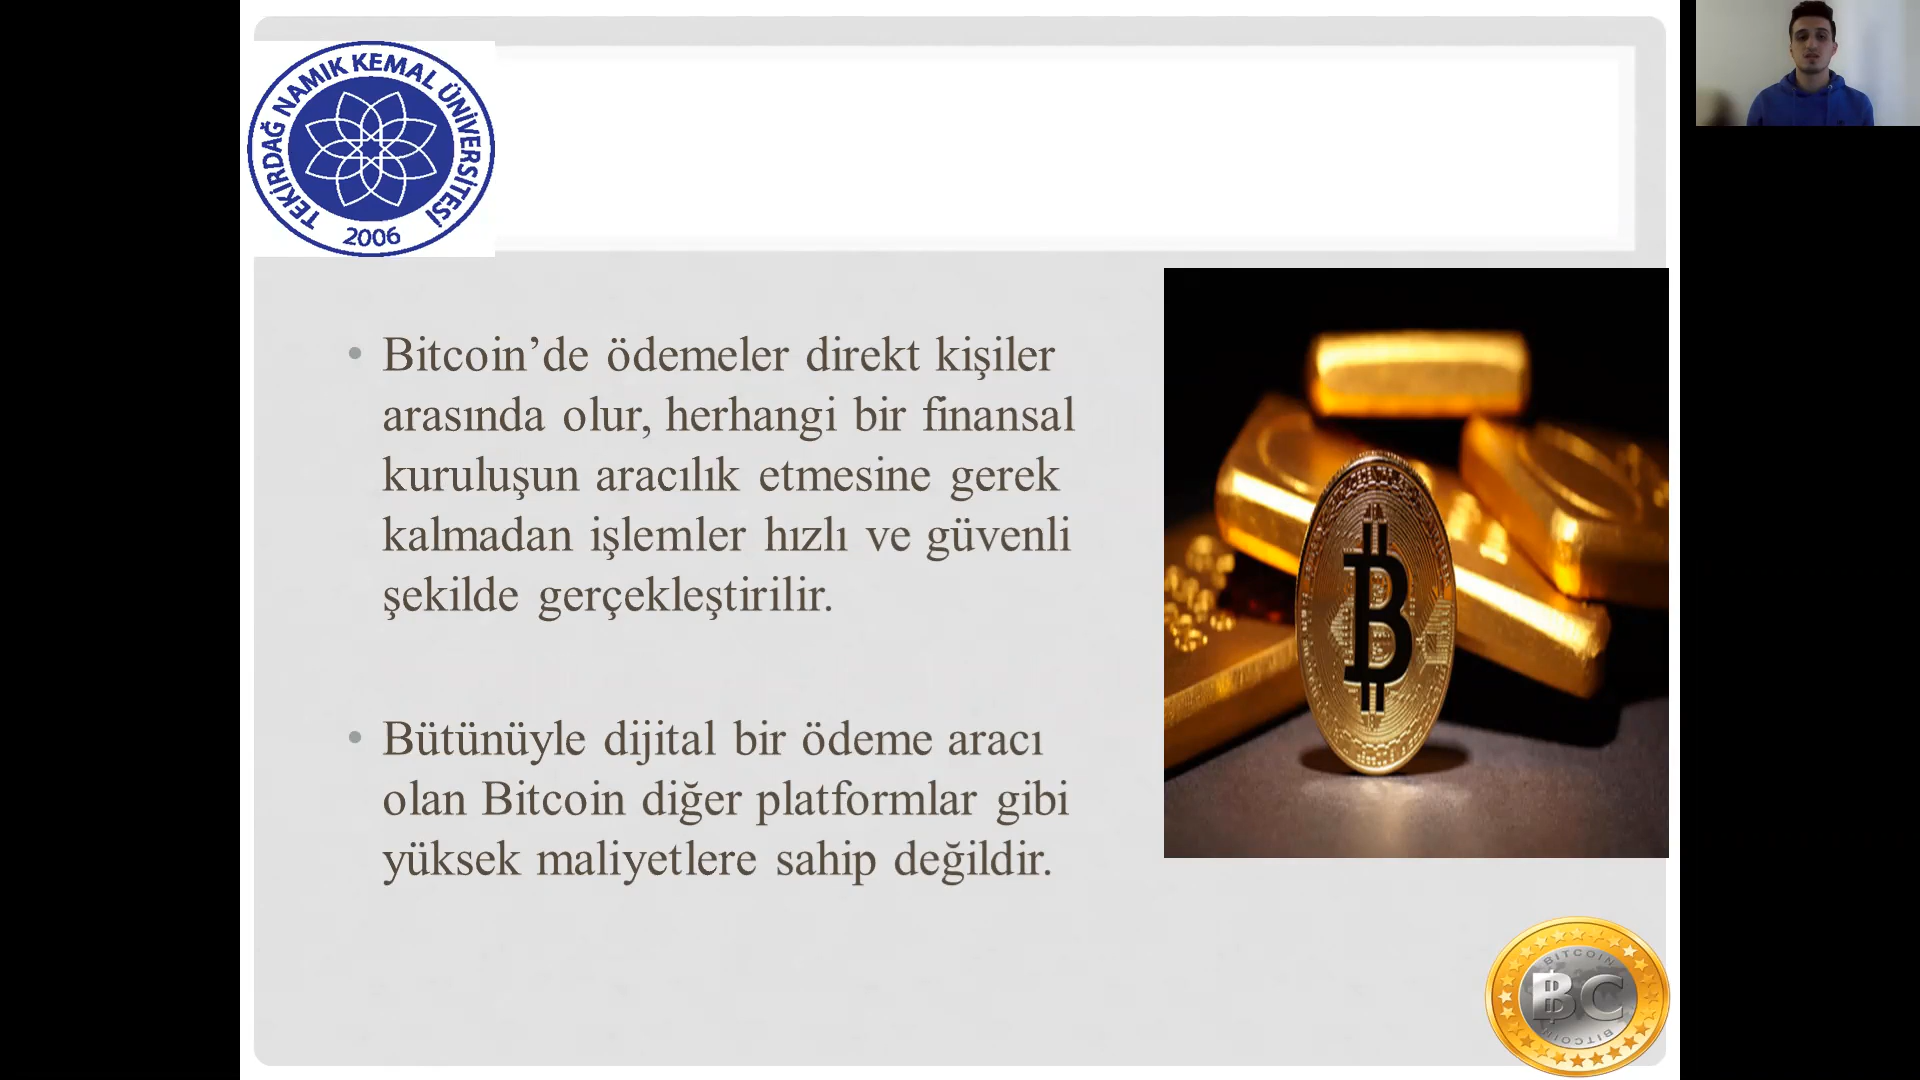 TEKİRDAĞ NAMIK KEMAL ÜNİVERSİTESİ
2006
• Bitcoin’de ödemeler direkt kişiler
arasında olur, herhangi bir finansal
kuruluşun aracılık etmesine gerek
kalmadan işlemler hızlı ve güvenli
şekilde gerçekleştirilir.
• Bütünüyle dijital bir ödeme aracı
olan Bitcoin diğer platformlar gibi
yüksek maliyetlere sahip değildir.
BITCOIN
BC
BITCOIN